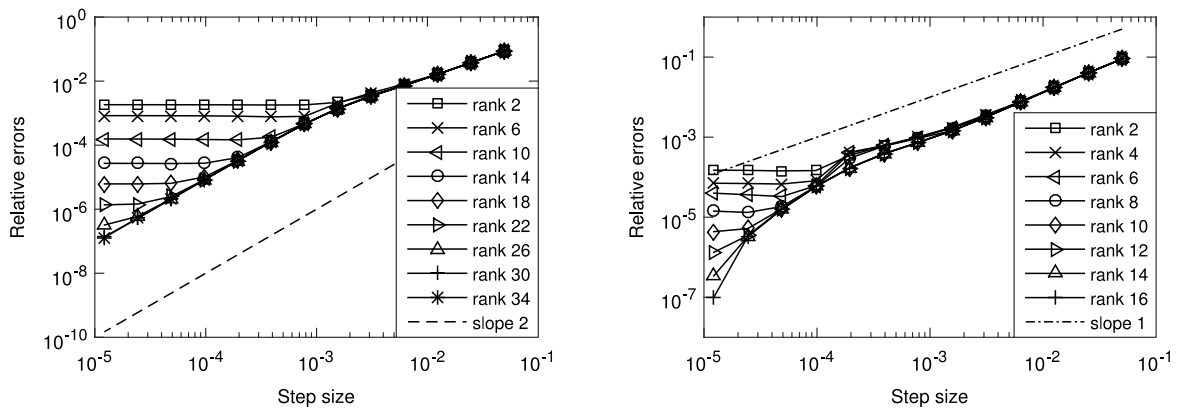 10^0
10^-2
10^-4
10^-6
10^-8
10^-10
Relative errors
rank 2
rank 6
rank 10
rank 14
rank 18
rank 22
rank 26
rank 30
rank 34
slope 2
10^-5 10^-4 10^-3 10^-2 10^-1
Step size
10^-1
10^-3
10^-5
10^-7
Relative errors
rank 2
rank 4
rank 6
rank 8
rank 10
rank 12
rank 14
rank 16
slope 1
10^-5 10^-4 10^-3 10^-2 10^-1
Step size